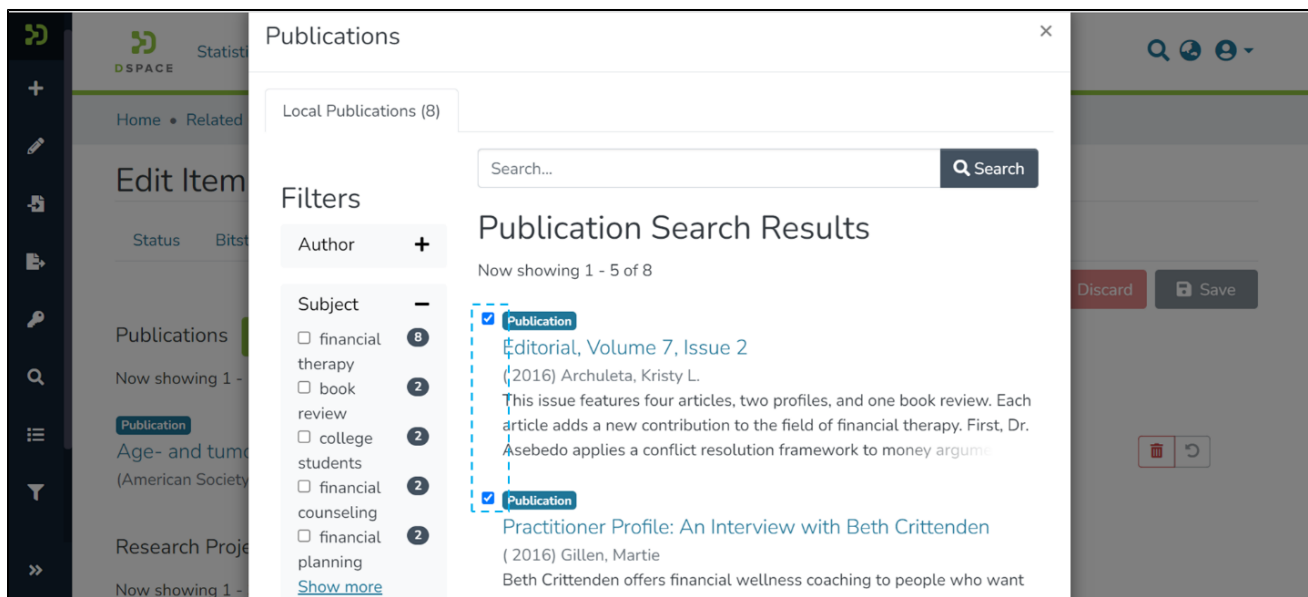 Publications
×
DSPACE
Statisti
Local Publications (8)
Home • Related
Search...
Search
Edit Item
Filters
Publication Search Results
Author
Status
Bitst
Now showing 1 - 5 of 8
Discard
Save
Subject
Publications
financial therapy 8
book review 2
college students 2
financial counseling 2
financial planning 2
Show more
Now showing 1 -
Publication
Age- and tumo
(American Society
Research Proje
Now showing 1 -
Publication
Editorial, Volume 7, Issue 2
( 2016) Archuleta, Kristy L.
This issue features four articles, two profiles, and one book review. Each
article adds a new contribution to the field of financial therapy. First, Dr.
Asebedo applies a conflict resolution framework to money argume
Publication
Practitioner Profile: An Interview with Beth Crittenden
( 2016) Gillen, Martie
Beth Crittenden offers financial wellness coaching to people who want